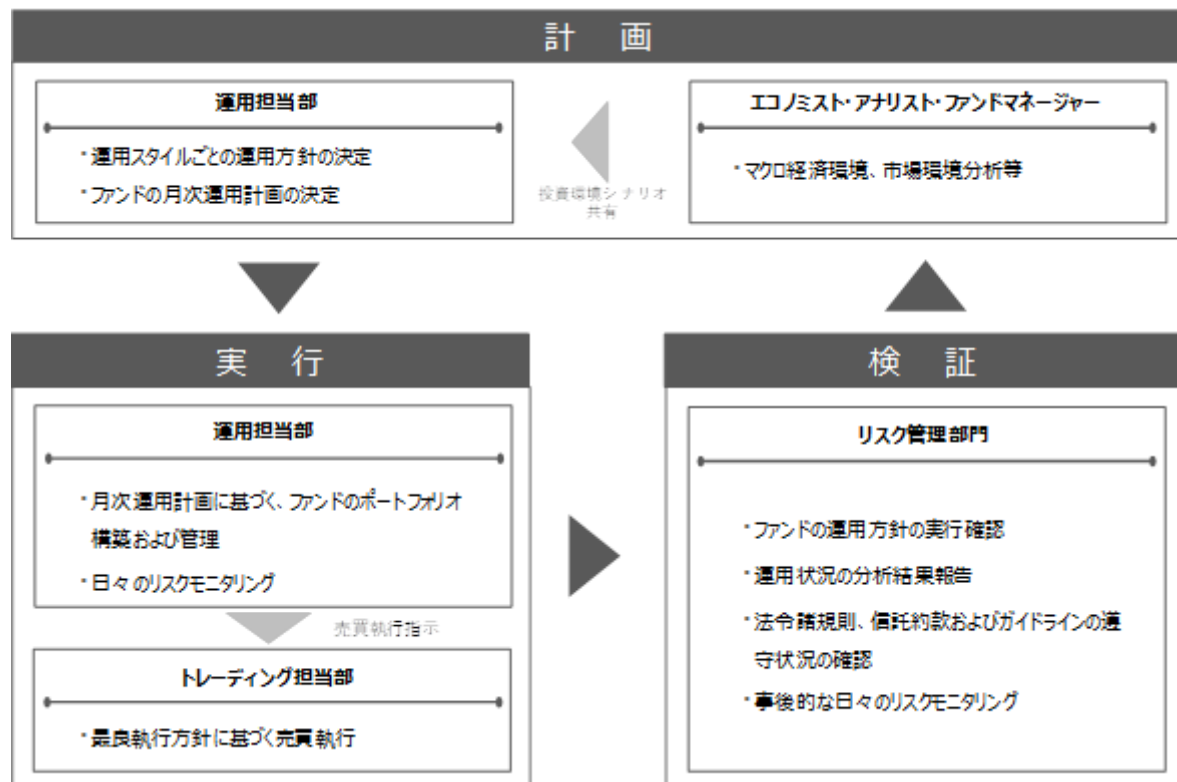 計 画
運用担当部
・運用スタイルごとの運用方針の決定
・ファンドの月次運用計画の決定
投資環境シナリオ
共有
エコノミスト・アナリスト・ファンドマネージャー
・マクロ経済環境、市場環境分析等
実 行
運用担当部
・月次運用計画に基づく、ファンドのポートフォリオ
構築および管理
・日々のリスクモニタリング
売買執行指示
トレーディング担当部
・最良執行方針に基づく売買執行
検 証
リスク管理部門
・ファンドの運用方針の実行確認
・運用状況の分析結果報告
・法令諸規則、信託約款およびガイドラインの遵
守状況の確認
・事後的な日々のリスクモニタリング